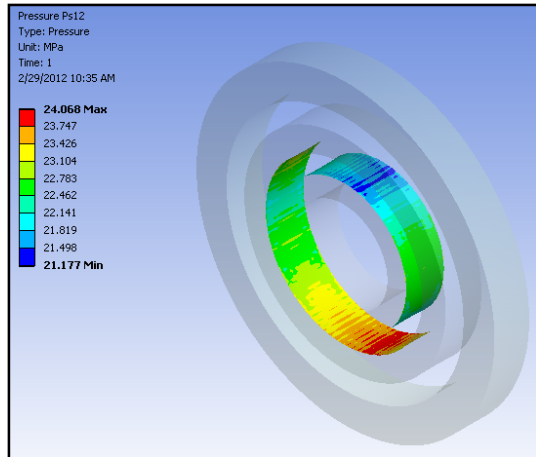 Pressure Ps12
Type: Pressure
Unit: MPa
Time: 1
2/29/2012 10:35 AM
24.068 Max
23.747
23.426
23.104
22.783
22.462
22.141
21.819
21.498
21.177 Min